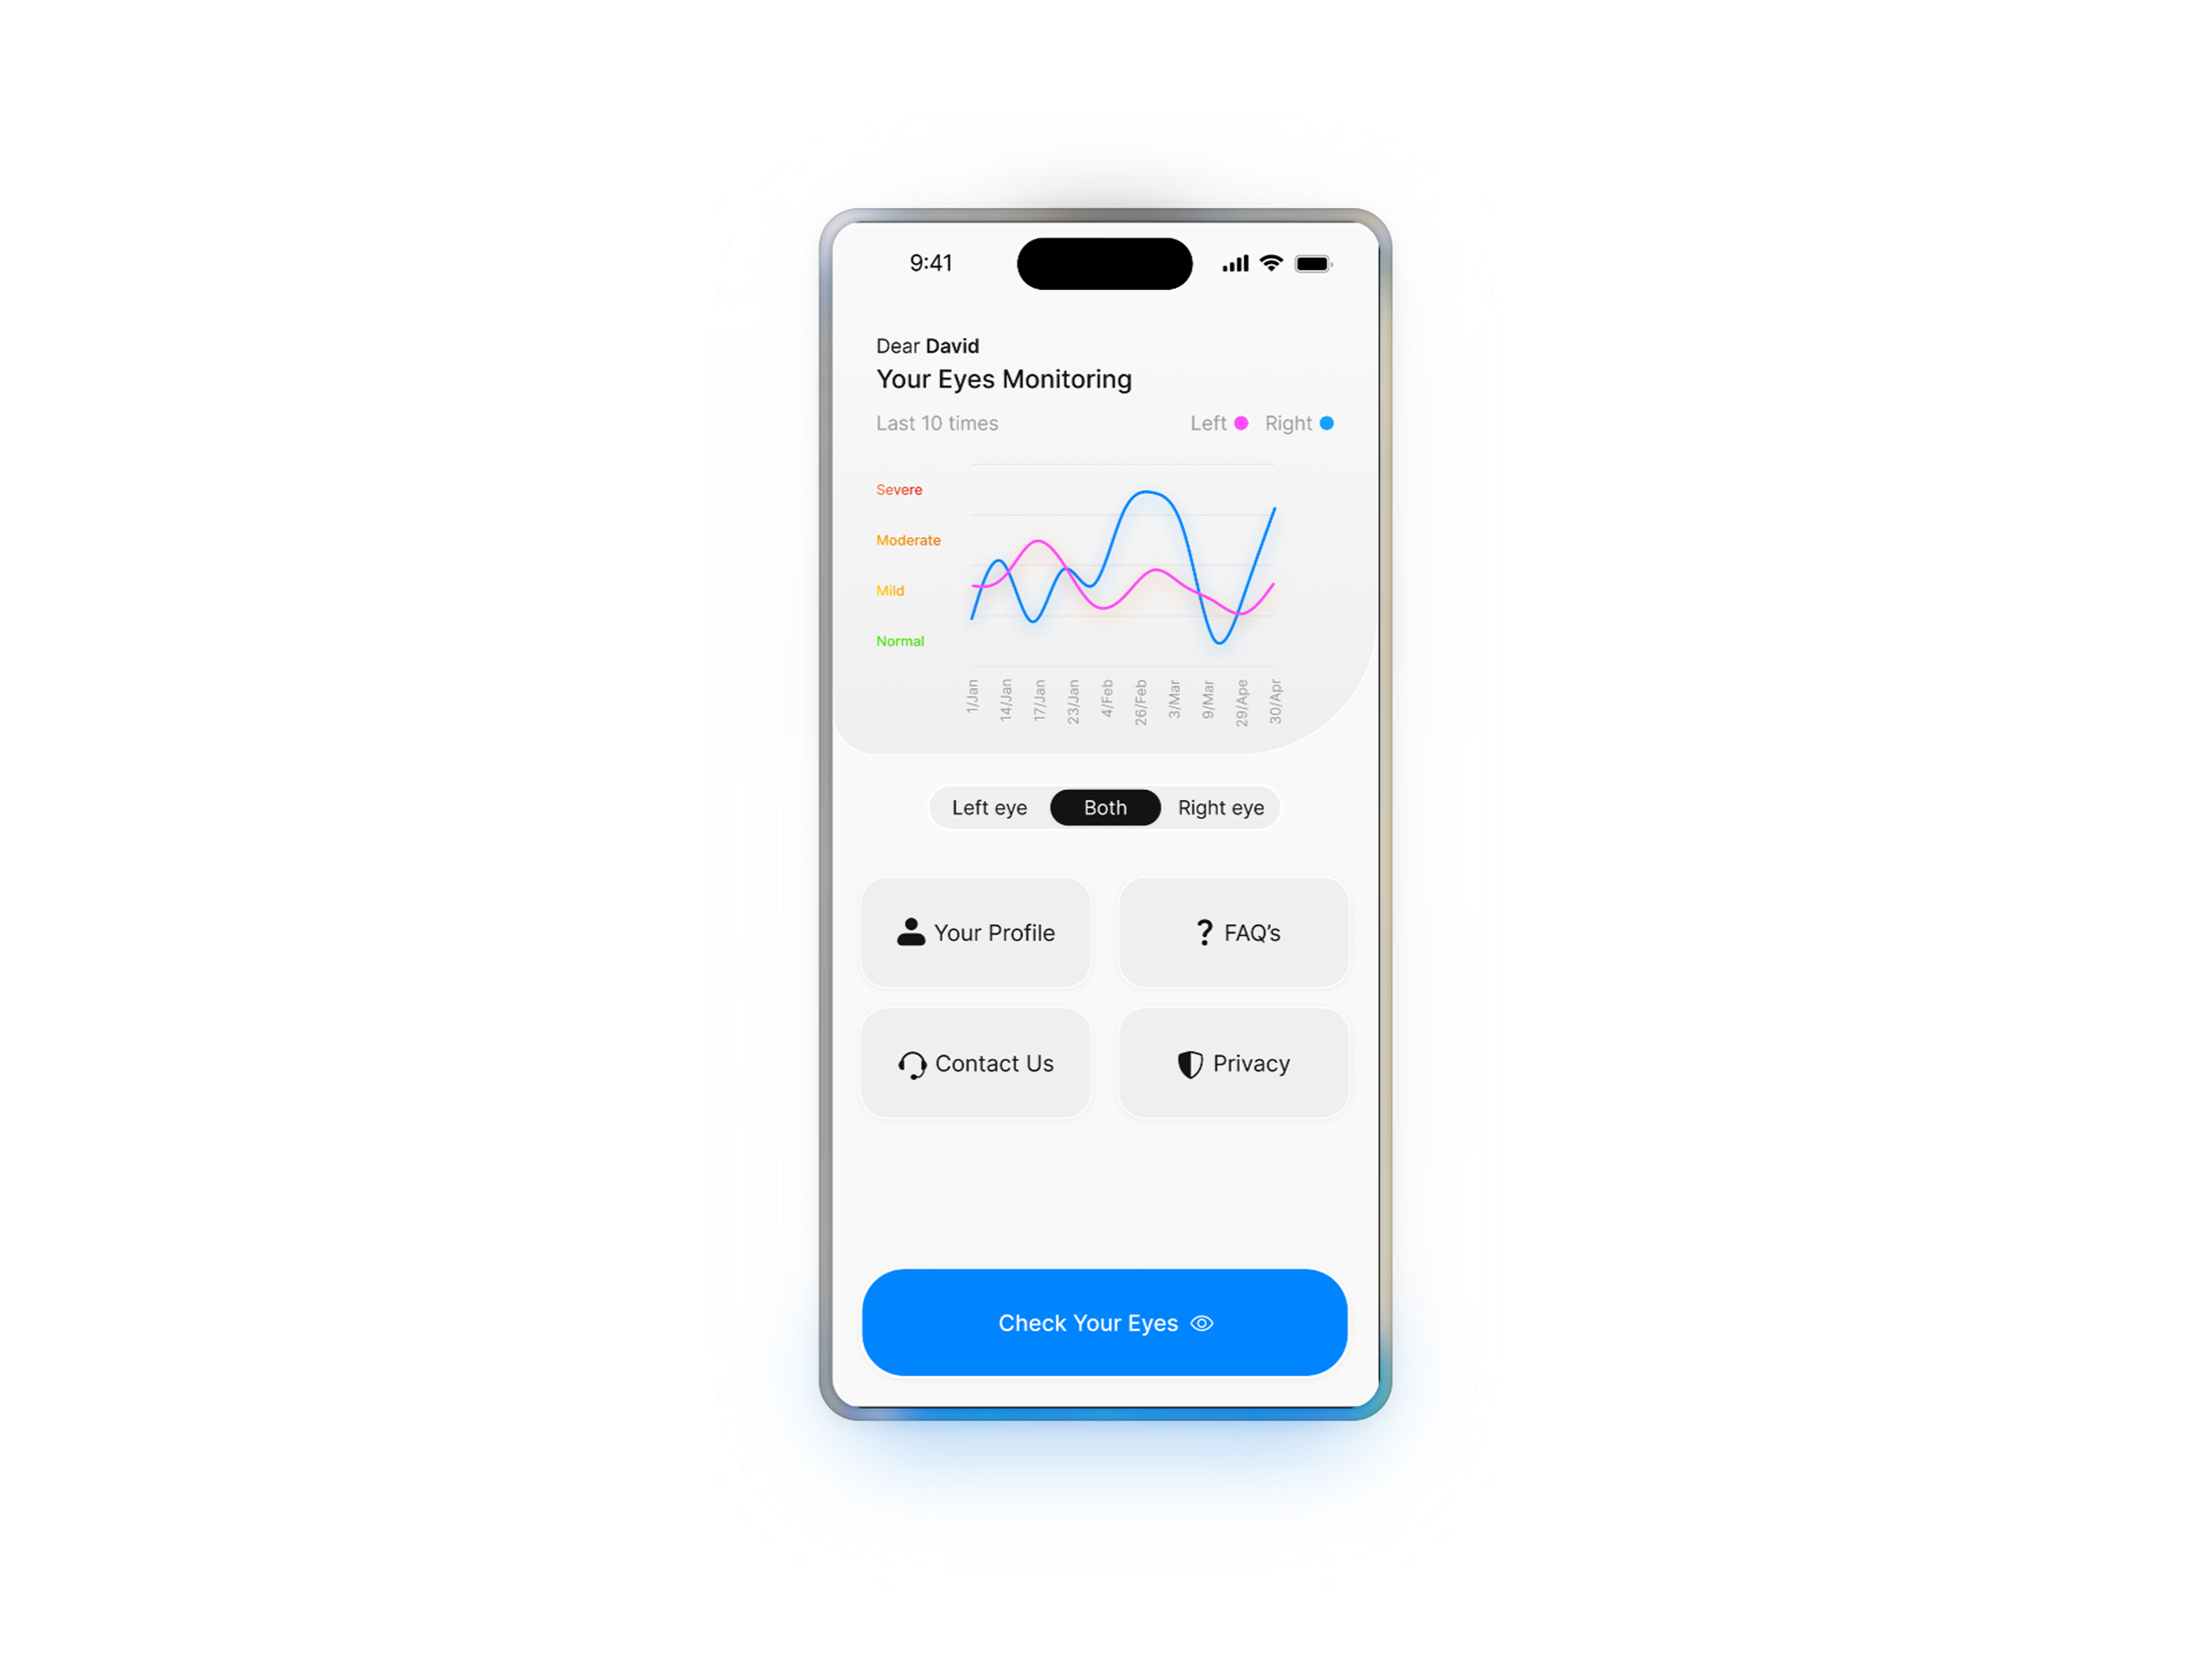 9:41
Dear David
Your Eyes Monitoring
Last 10 times
Left
Right
Severe
Moderate
Mild
Normal
1/Jan
14/Jan
17/Jan
23/Jan
4/Feb
26/Feb
3/Mar
9/Mar
29/Ape
30/Apr
Left eye
Both
Right eye
Your Profile
? FAQ’s
Contact Us
Privacy
Check Your Eyes